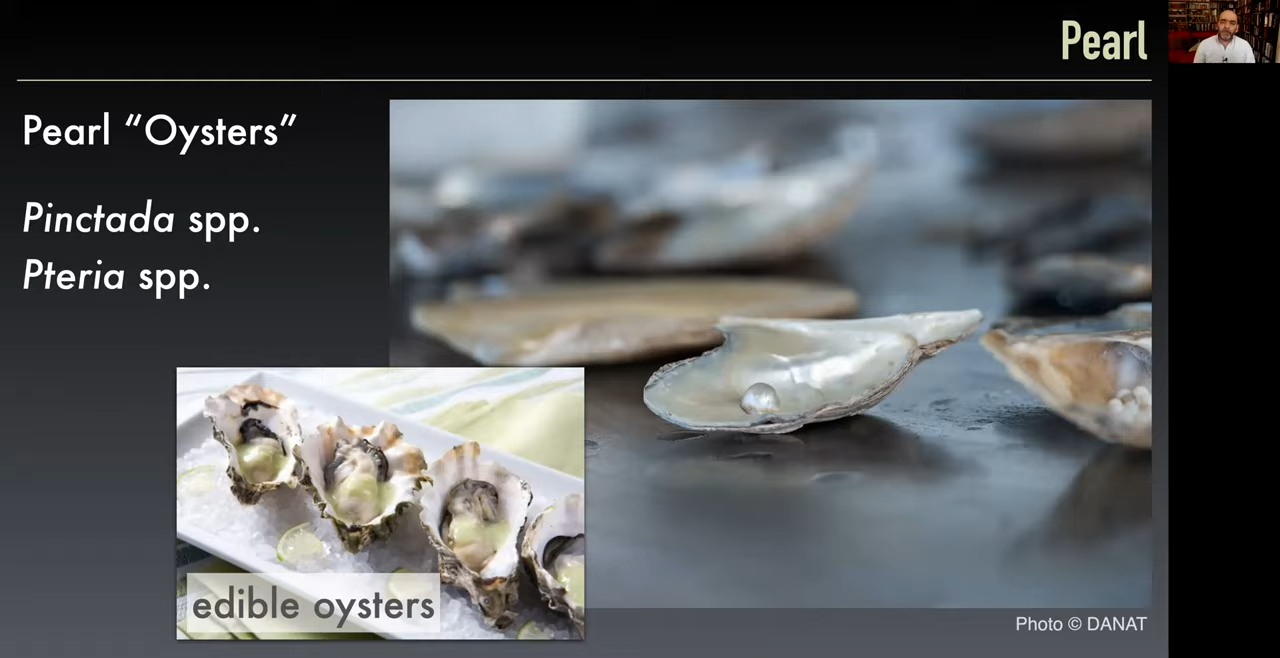 Pearl
Pearl “Oysters”
Pinctada spp.
Pteria spp.
edible oysters
Photo © DANAT